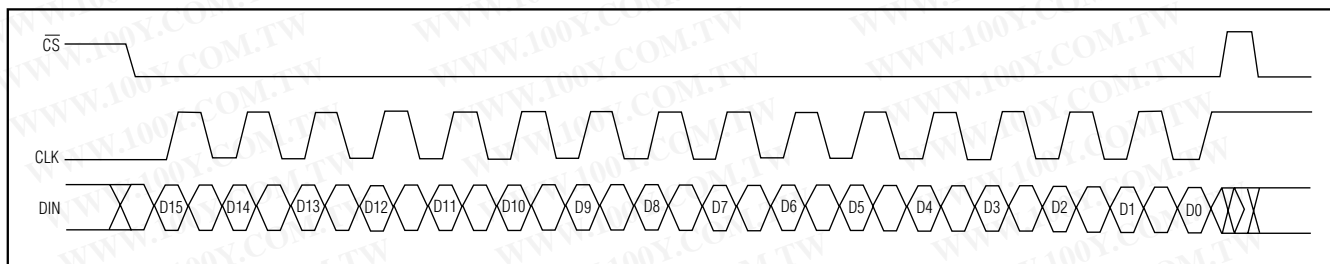 CS
CLK
DIN
D15 D14 D13 D12 D11 D10 D9 D8 D7 D6 D5 D4 D3 D2 D1 D0
WWW.100Y.COM.TW